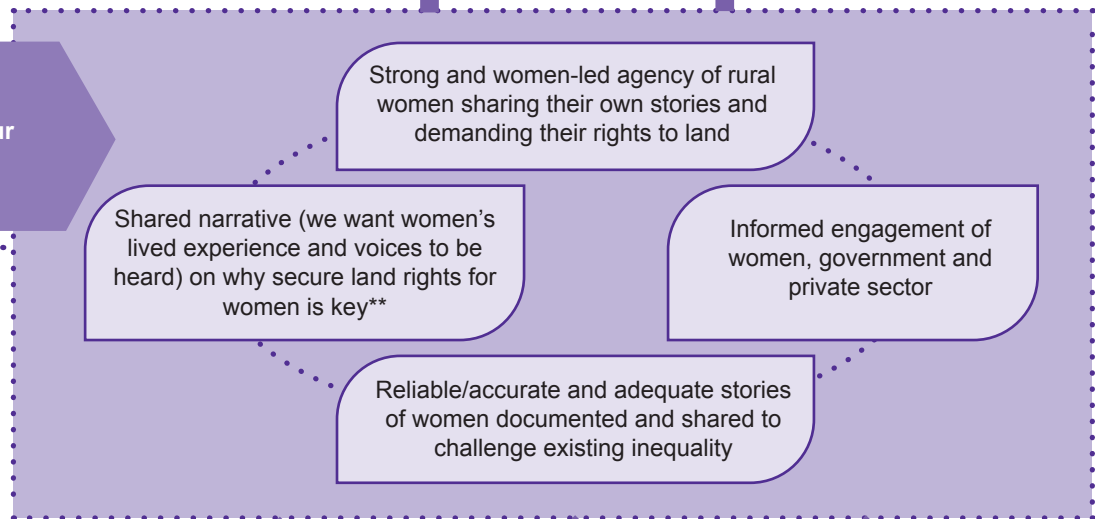 Strong and women-led agency of rural
women sharing their own stories and
demanding their rights to land
Shared narrative (we want women's
lived experience and voices to be
heard) on why secure land rights for
women is key**
Informed engagement of
women, government and
private sector
Reliable/accurate and adequate stories
of women documented and shared to
challenge existing inequality